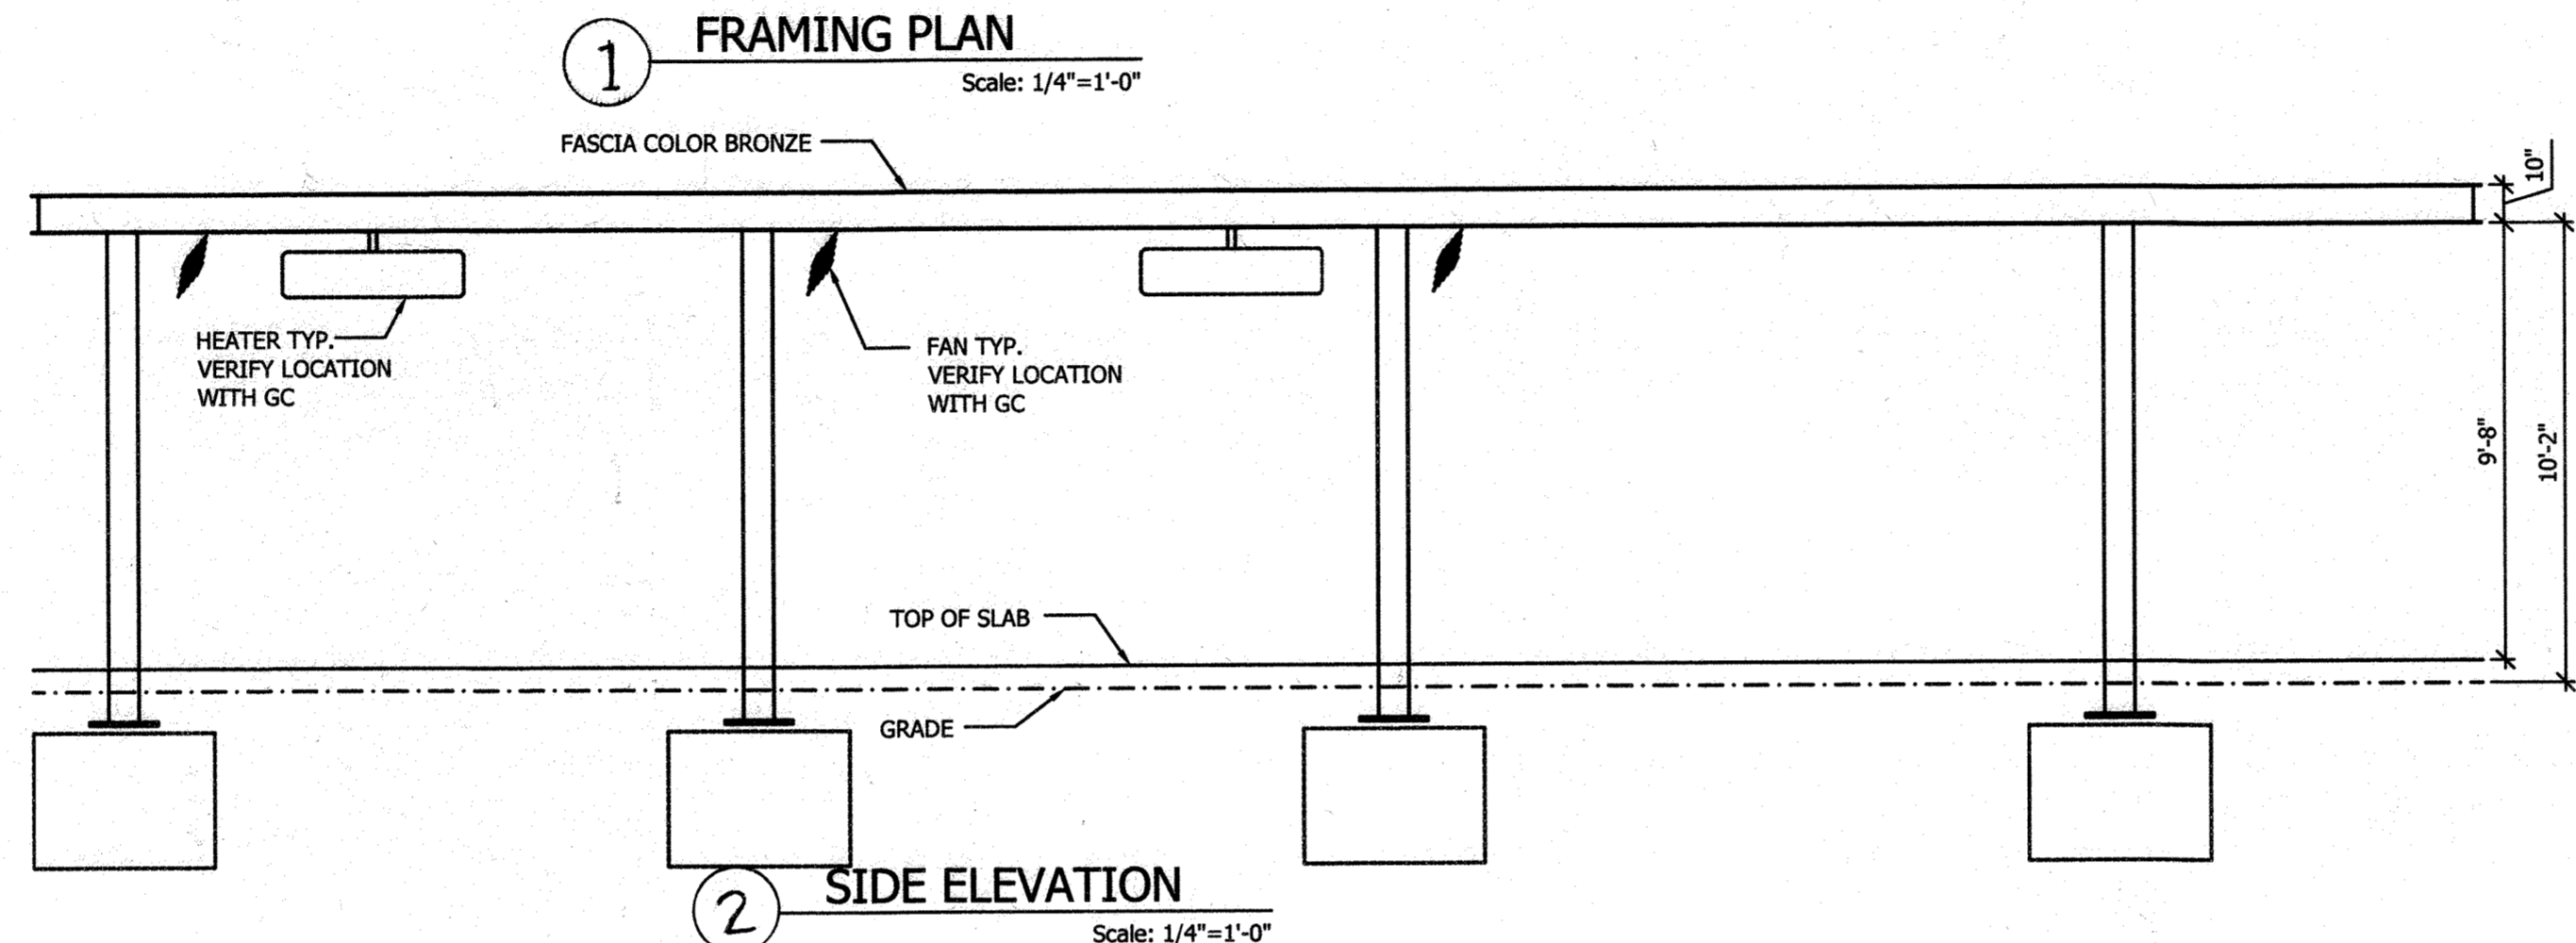 1
FRAMING PLAN
Scale: 1/4"=1'-0"
FASCIA COLOR BRONZE
10"
HEATER TYP.
VERIFY LOCATION
WITH GC
FAN TYP.
VERIFY LOCATION
WITH GC
9'-8"
10'-2"
TOP OF SLAB
GRADE
2
SIDE ELEVATION
Scale: 1/4"=1'-0"